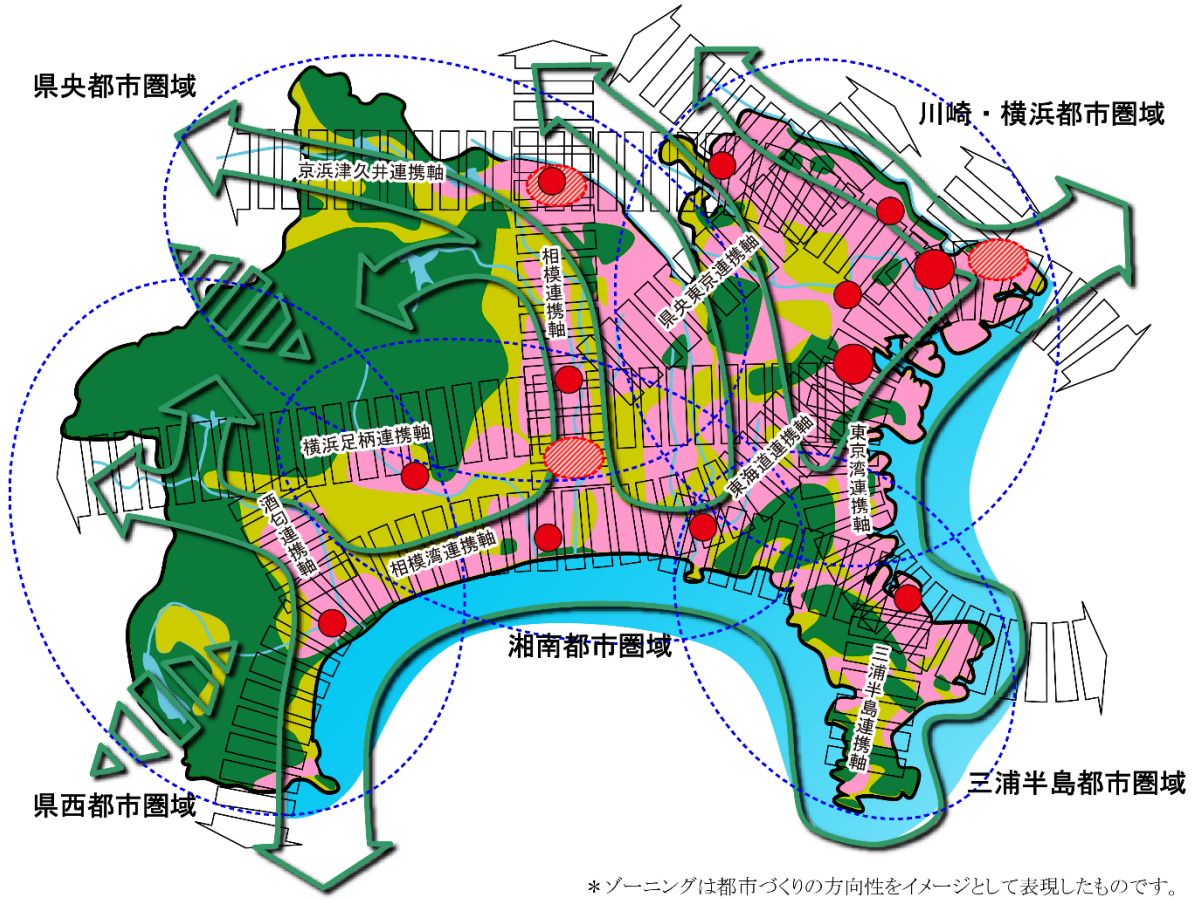 県央都市圏域
川崎・横浜都市圏域
京浜津久井連携軸
相模連携軸
県央東京連携軸
横浜足柄連携軸
東海道連携軸
東京湾連携軸
酒匂連携軸
相模湾連携軸
湘南都市圏域
三浦半島連携軸
三浦半島都市圏域
県西都市圏域
＊ゾーニングは都市づくりの方向性をイメージとして表現したものです。